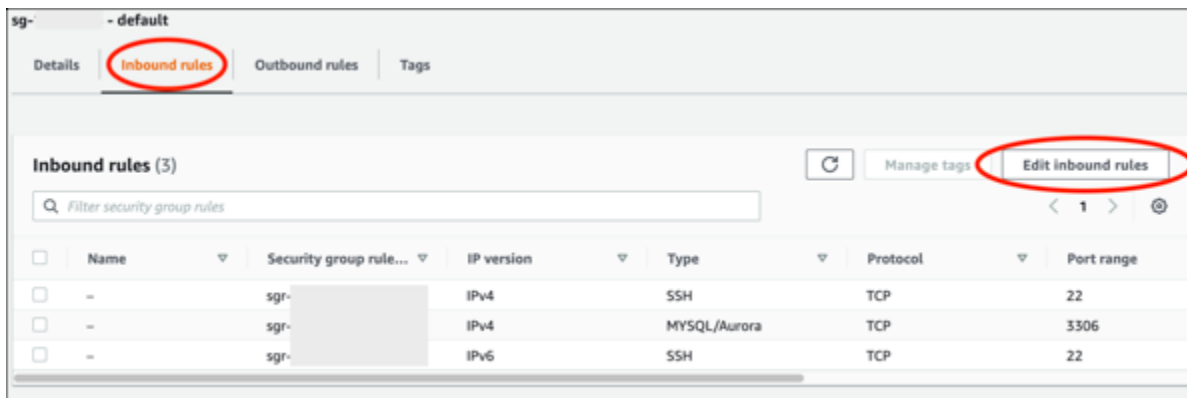 sg- - default
Details Inbound rules Outbound rules Tags
Inbound rules (3)
Manage tags Edit inbound rules
Filter security group rules
< 1 >
Name Security group rule... IP version Type Protocol Port range
– sgr- IPv4 SSH TCP 22
– sgr- IPv4 MYSQL/Aurora TCP 3306
– sgr- IPv6 SSH TCP 22